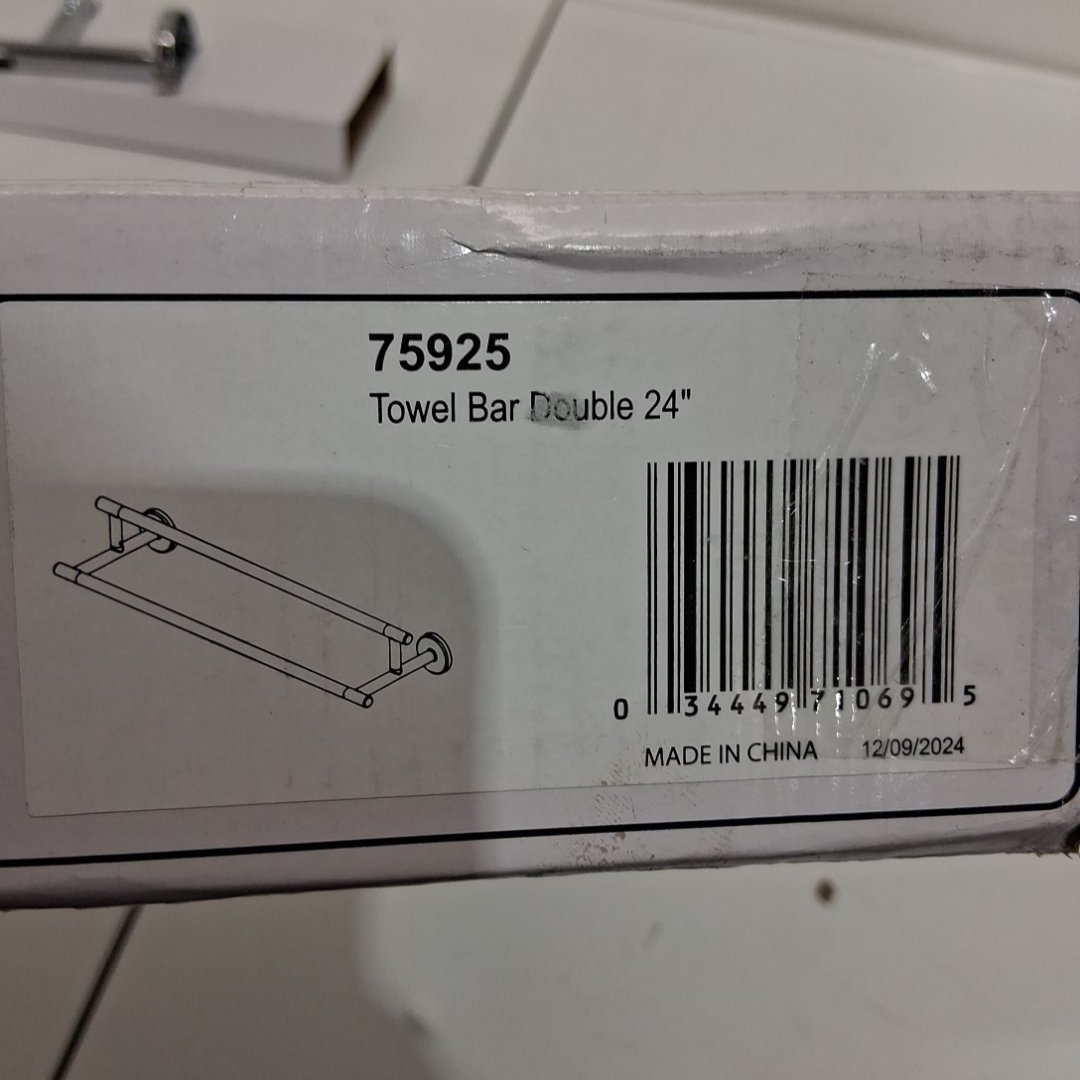 75925
Towel Bar Double 24"
0 34449 71069 5
MADE IN CHINA 12/09/2024